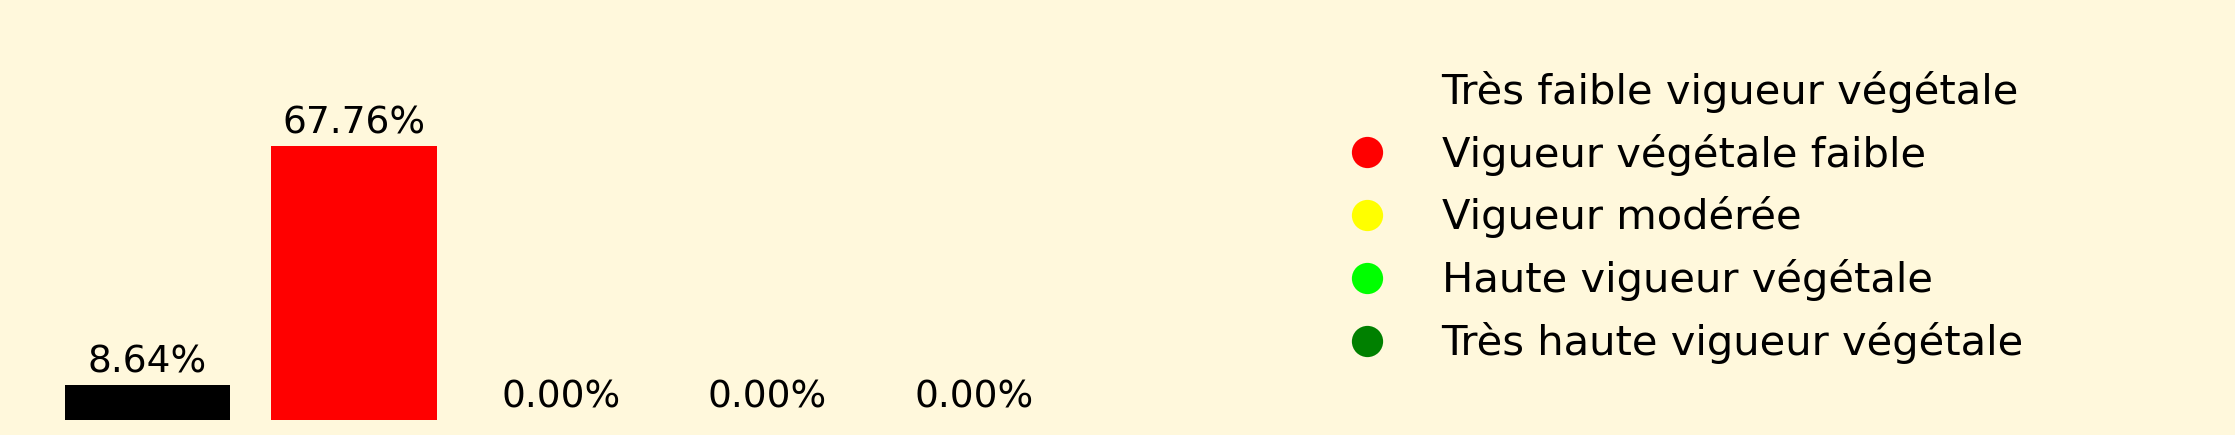 67.76%
8.64%
0.00%
0.00%
0.00%
Très faible vigueur végétale
Vigueur végétale faible
Vigueur modérée
Haute vigueur végétale
Très haute vigueur végétale